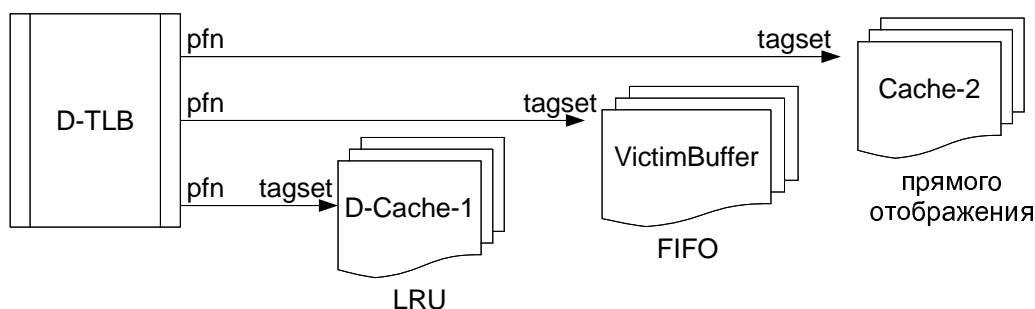 pfn
tagset
Cache-2
прямого
отображения
D-TLB
pfn
tagset
VictimBuffer
FIFO
pfn
tagset
D-Cache-1
LRU